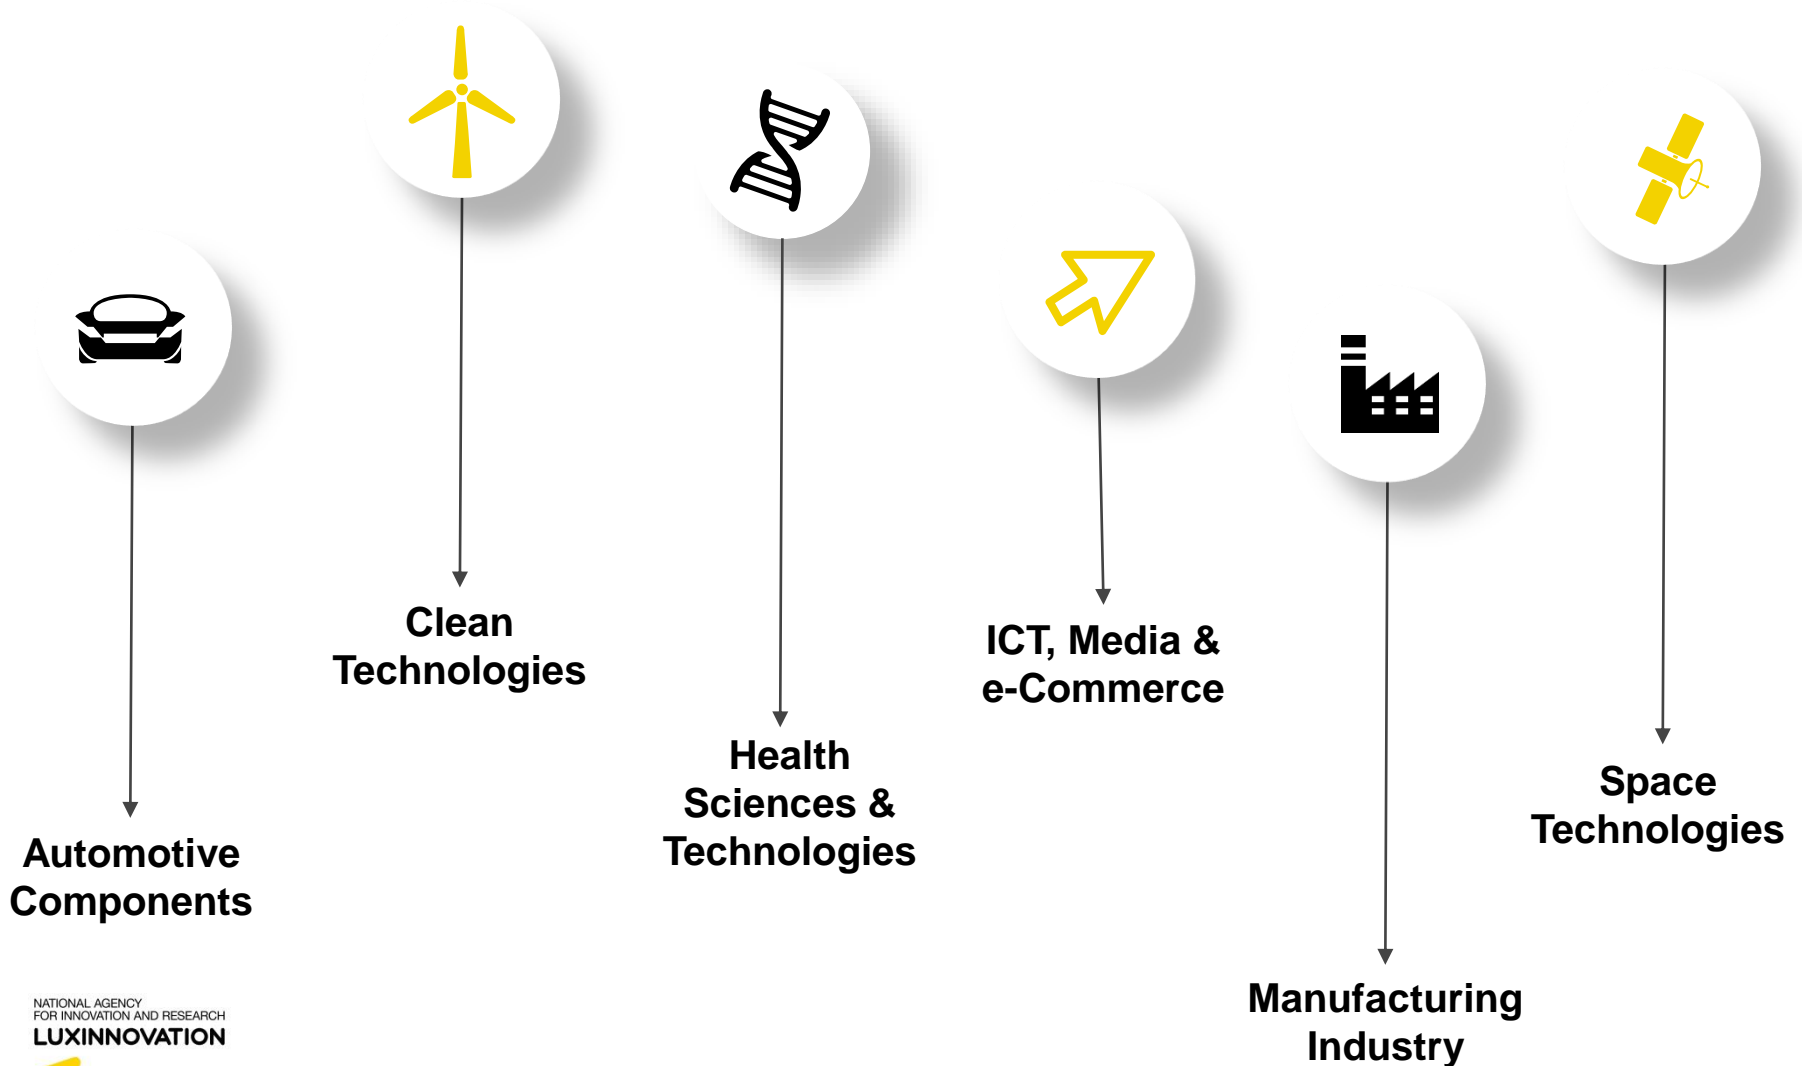 Automotive
Components
Clean
Technologies
Health
Sciences &
Technologies
ICT, Media &
e-Commerce
Manufacturing
Industry
Space
Technologies
NATIONAL AGENCY
FOR INNOVATION AND RESEARCH
LUXINNOVATION